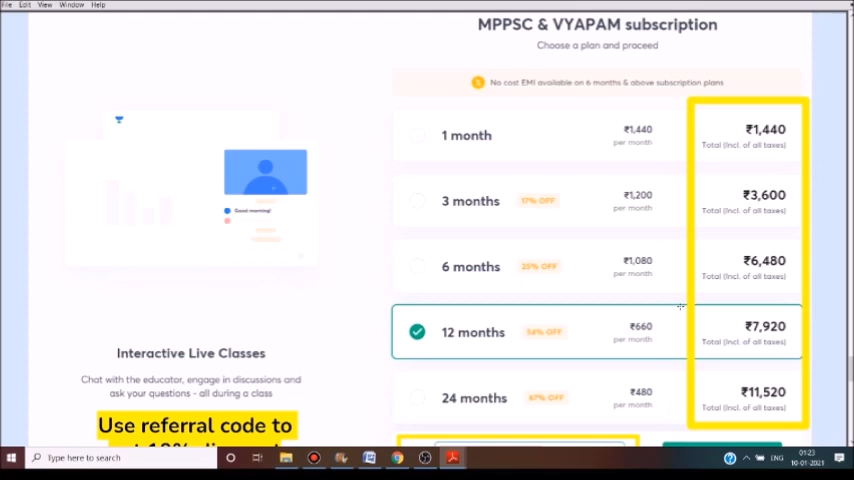 File Edit View Window Help
MPPSC & VYAPAM subscription
Choose a plan and proceed
No cost EMI available on 6 months & above subscription plans
1 month
₹1,440
per month
₹1,440
Total (Incl. of all taxes)
3 months
17% OFF
₹1,200
per month
₹3,600
Total (Incl. of all taxes)
6 months
25% OFF
₹1,080
per month
₹6,480
Total (Incl. of all taxes)
12 months
54% OFF
₹660
per month
₹7,920
Total (Incl. of all taxes)
24 months
67% OFF
₹480
per month
₹11,520
Total (Incl. of all taxes)
Good morning!
Interactive Live Classes
Chat with the educator, engage in discussions and
ask your questions - all during a class
Use referral code to
Type here to search
ENG
01:23
10-01-2021